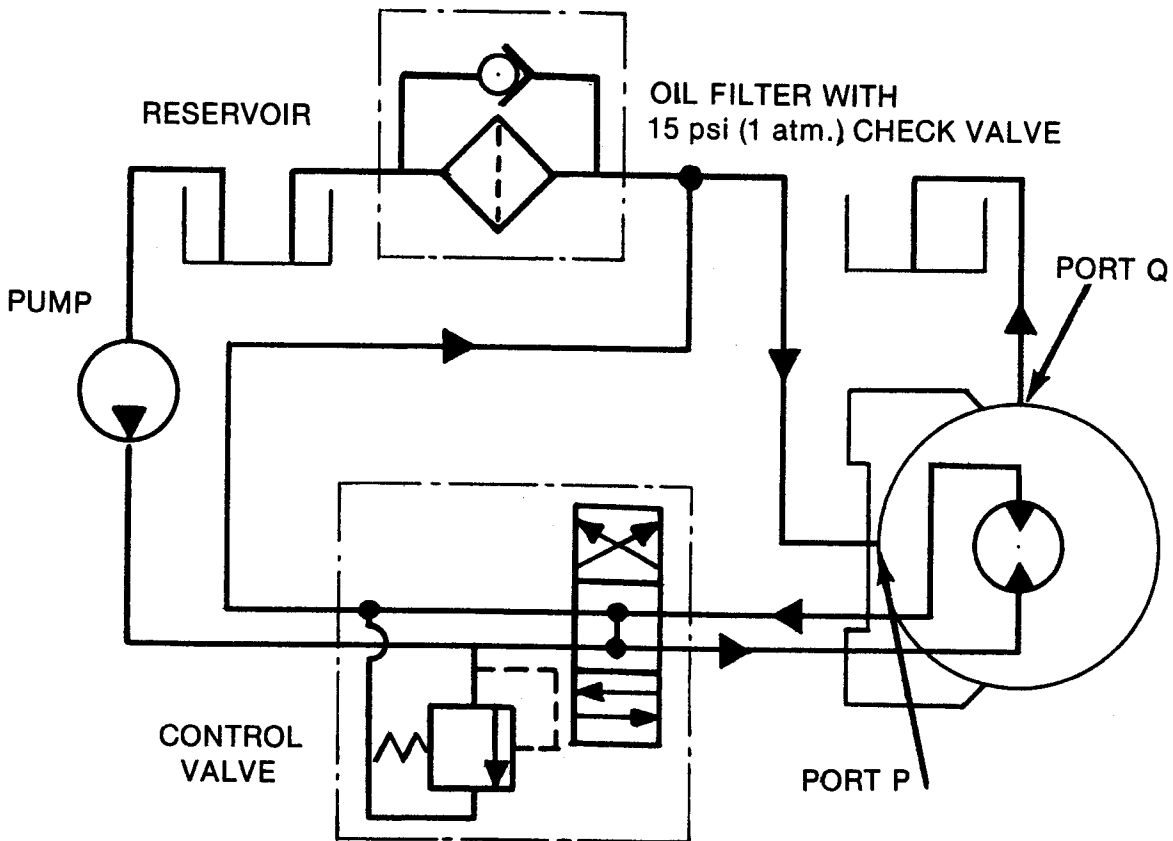 RESERVOIR
OIL FILTER WITH
15 psi (1 atm.) CHECK VALVE
PORT Q
PUMP
CONTROL
VALVE
PORT P